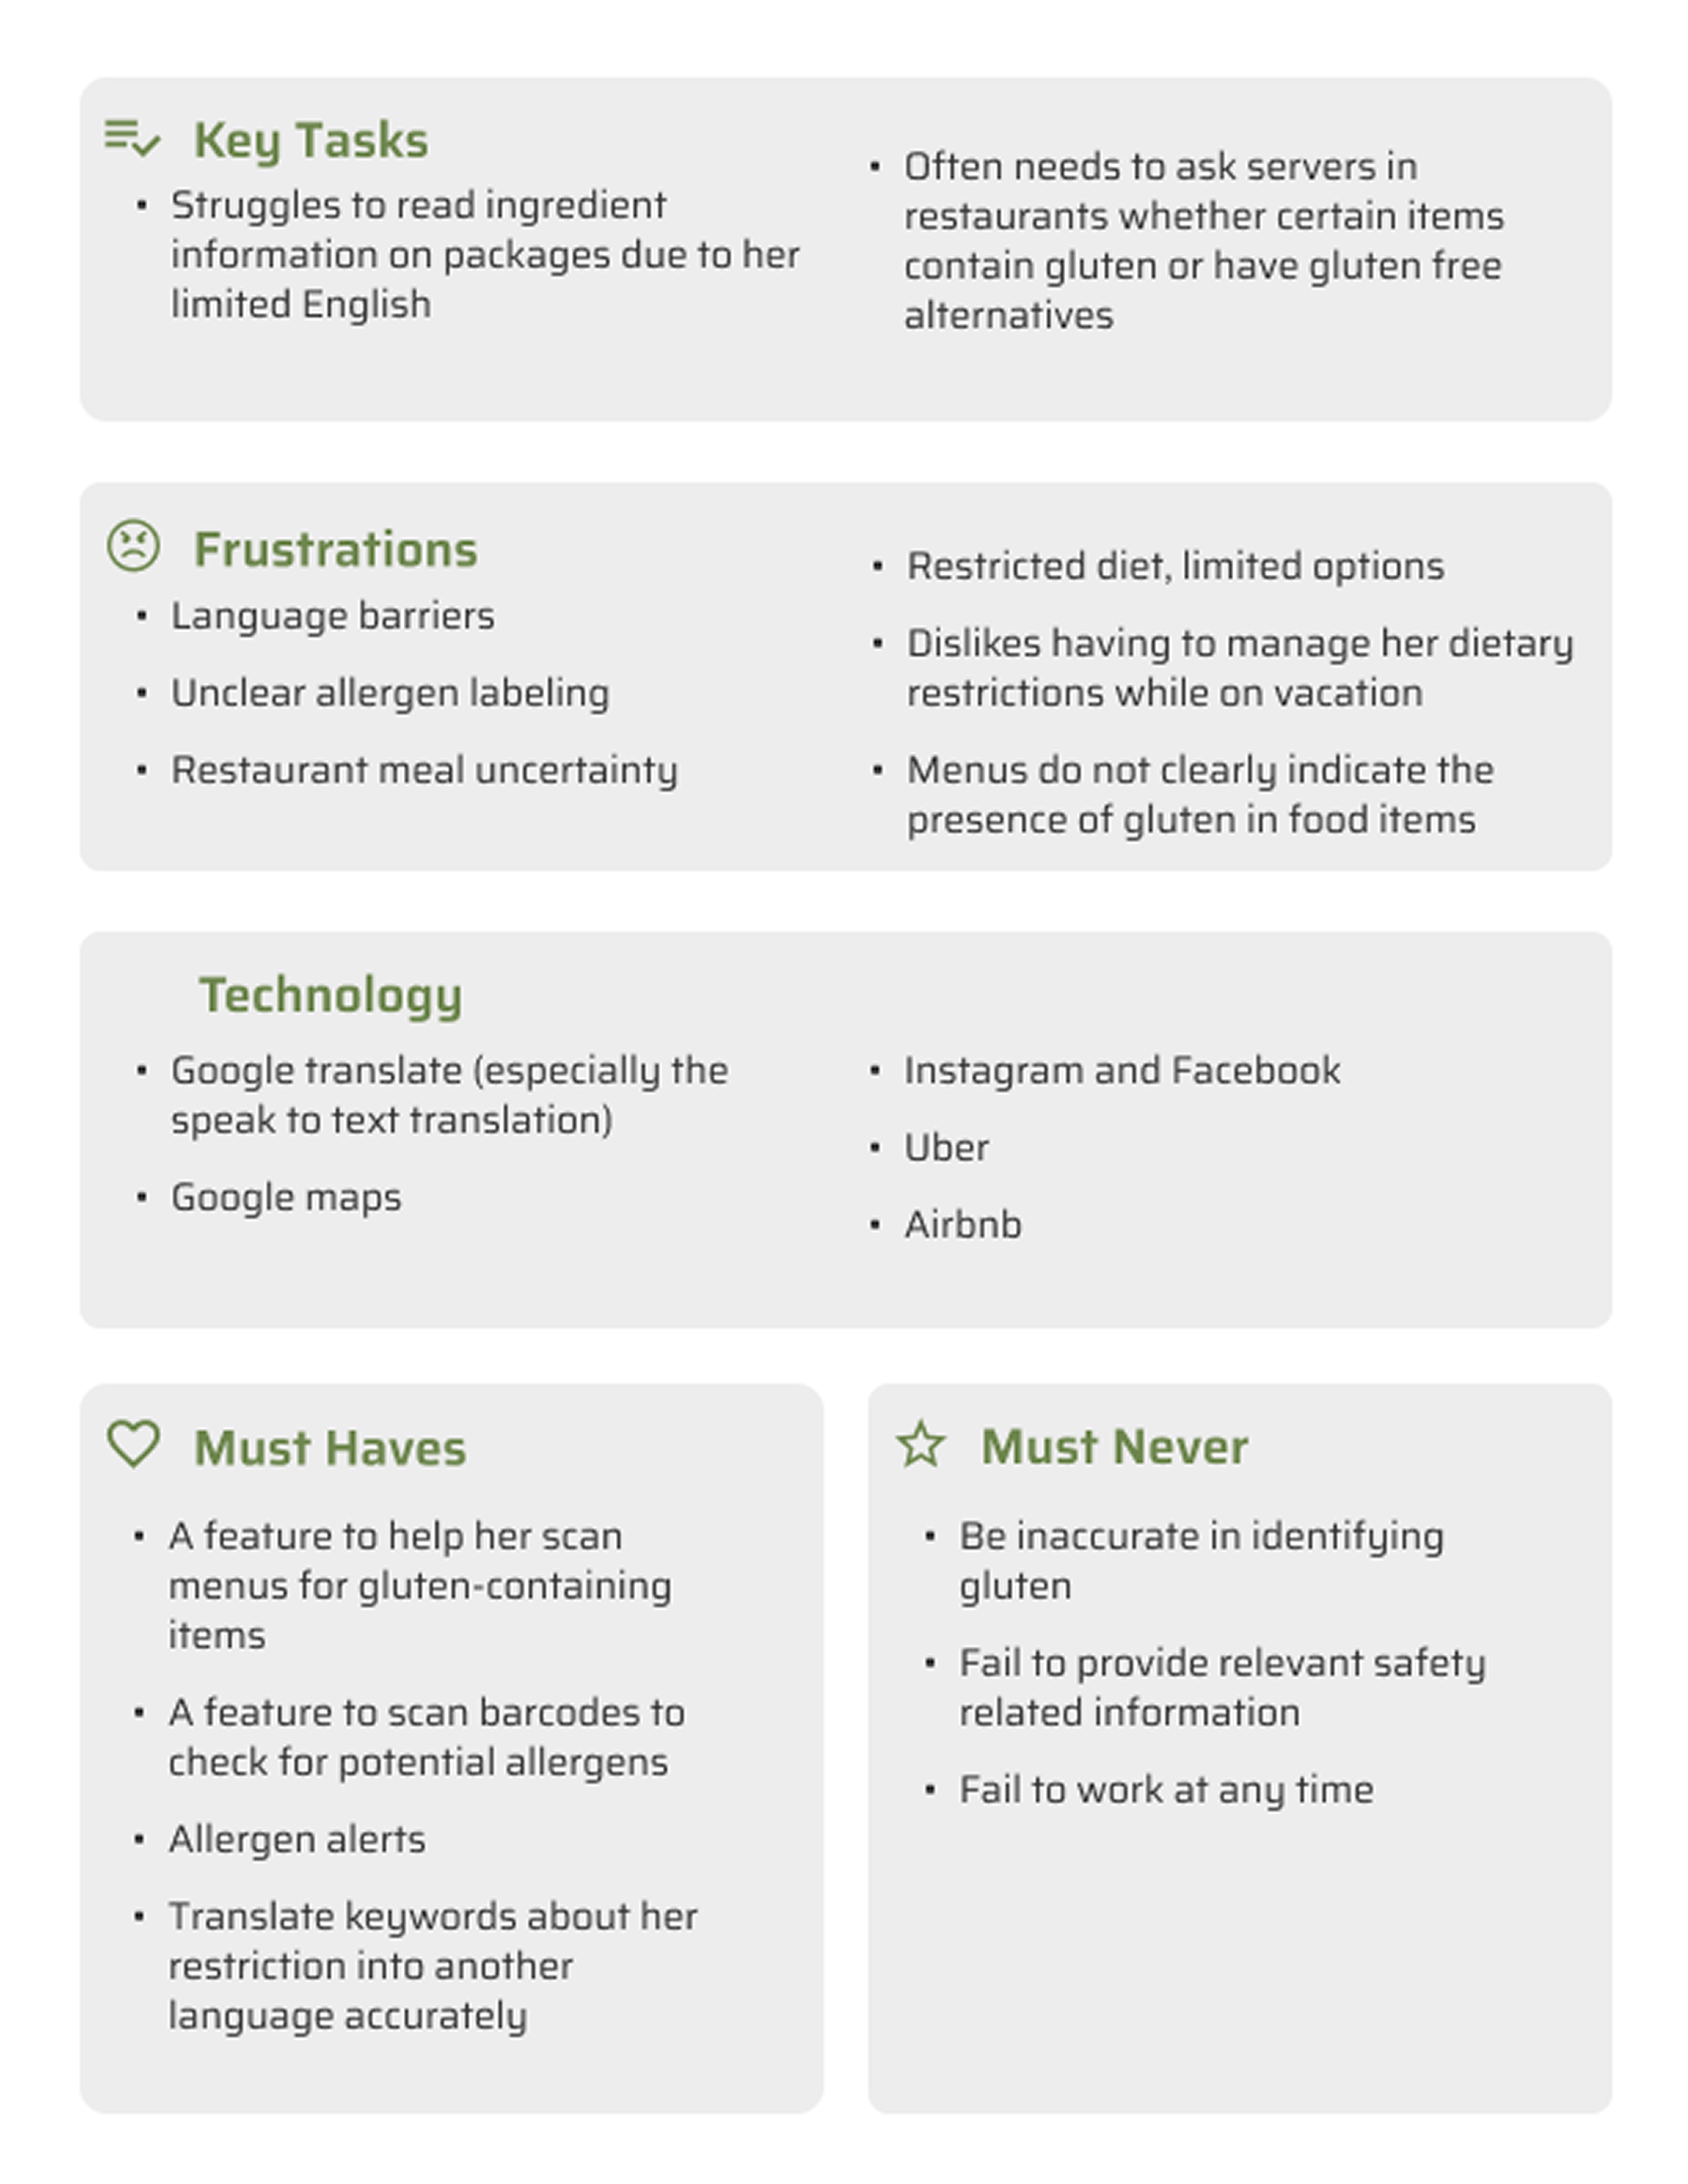 Key Tasks
• Struggles to read ingredient
information on packages due to her
limited English
• Often needs to ask servers in
restaurants whether certain items
contain gluten or have gluten free
alternatives
Frustrations
• Language barriers
• Unclear allergen labeling
• Restaurant meal uncertainty
• Restricted diet, limited options
• Dislikes having to manage her dietary
restrictions while on vacation
• Menus do not clearly indicate the
presence of gluten in food items
Technology
• Google translate (especially the
speak to text translation)
• Google maps
• Instagram and Facebook
• Uber
• Airbnb
Must Haves
• A feature to help her scan
menus for gluten-containing
items
• A feature to scan barcodes to
check for potential allergens
• Allergen alerts
• Translate keywords about her
restriction into another
language accurately
Must Never
• Be inaccurate in identifying
gluten
• Fail to provide relevant safety
related information
• Fail to work at any time